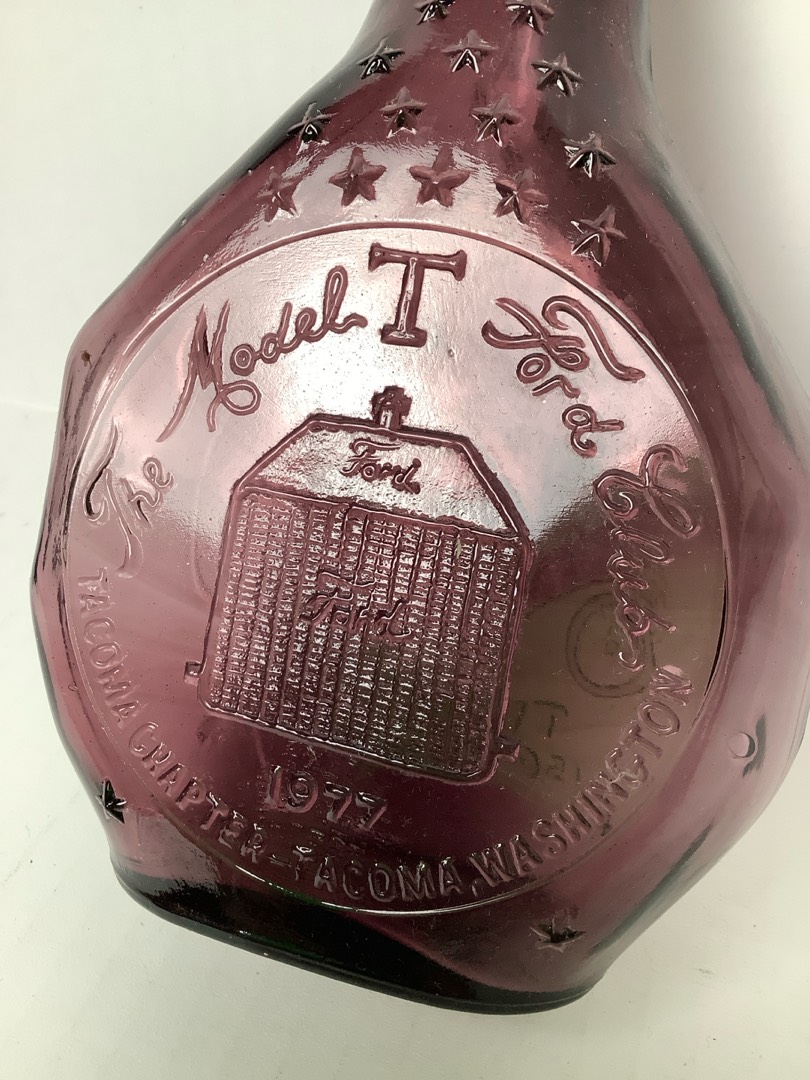 The Model T Ford Club
Ford
Ford
1977
TACOMA CHAPTER-TACOMA, WASHINGTON